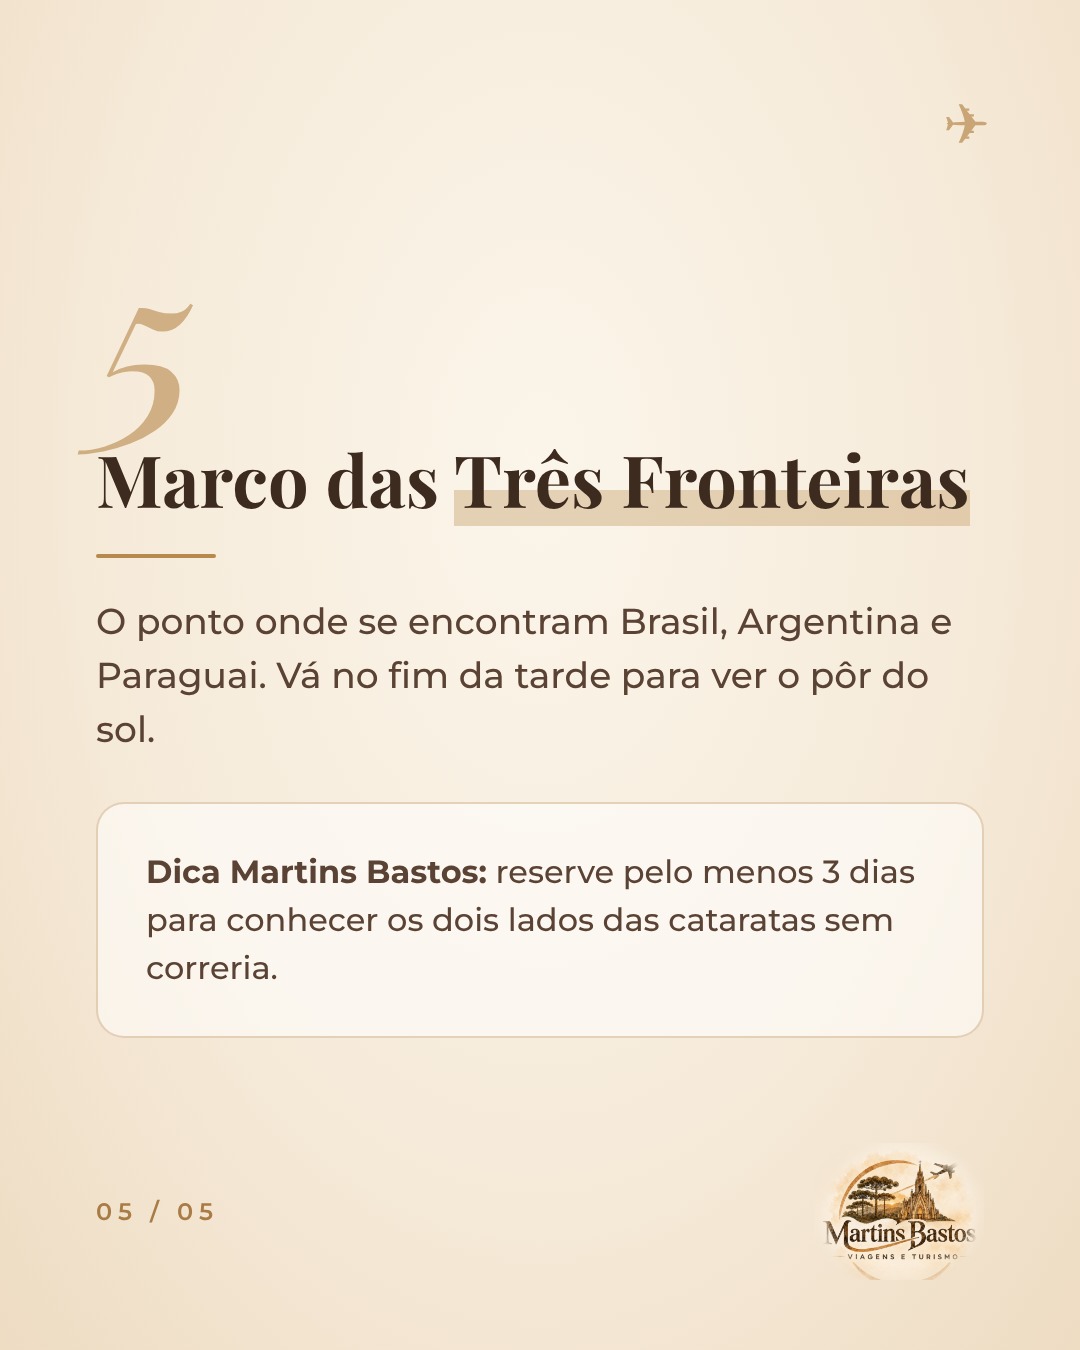 5
Marco das Três Fronteiras
O ponto onde se encontram Brasil, Argentina e
Paraguai. Vá no fim da tarde para ver o pôr do
sol.
Dica Martins Bastos: reserve pelo menos 3 dias
para conhecer os dois lados das cataratas sem
correria.
05 / 05
Martins Bastos
VIAGENS E TURISMO